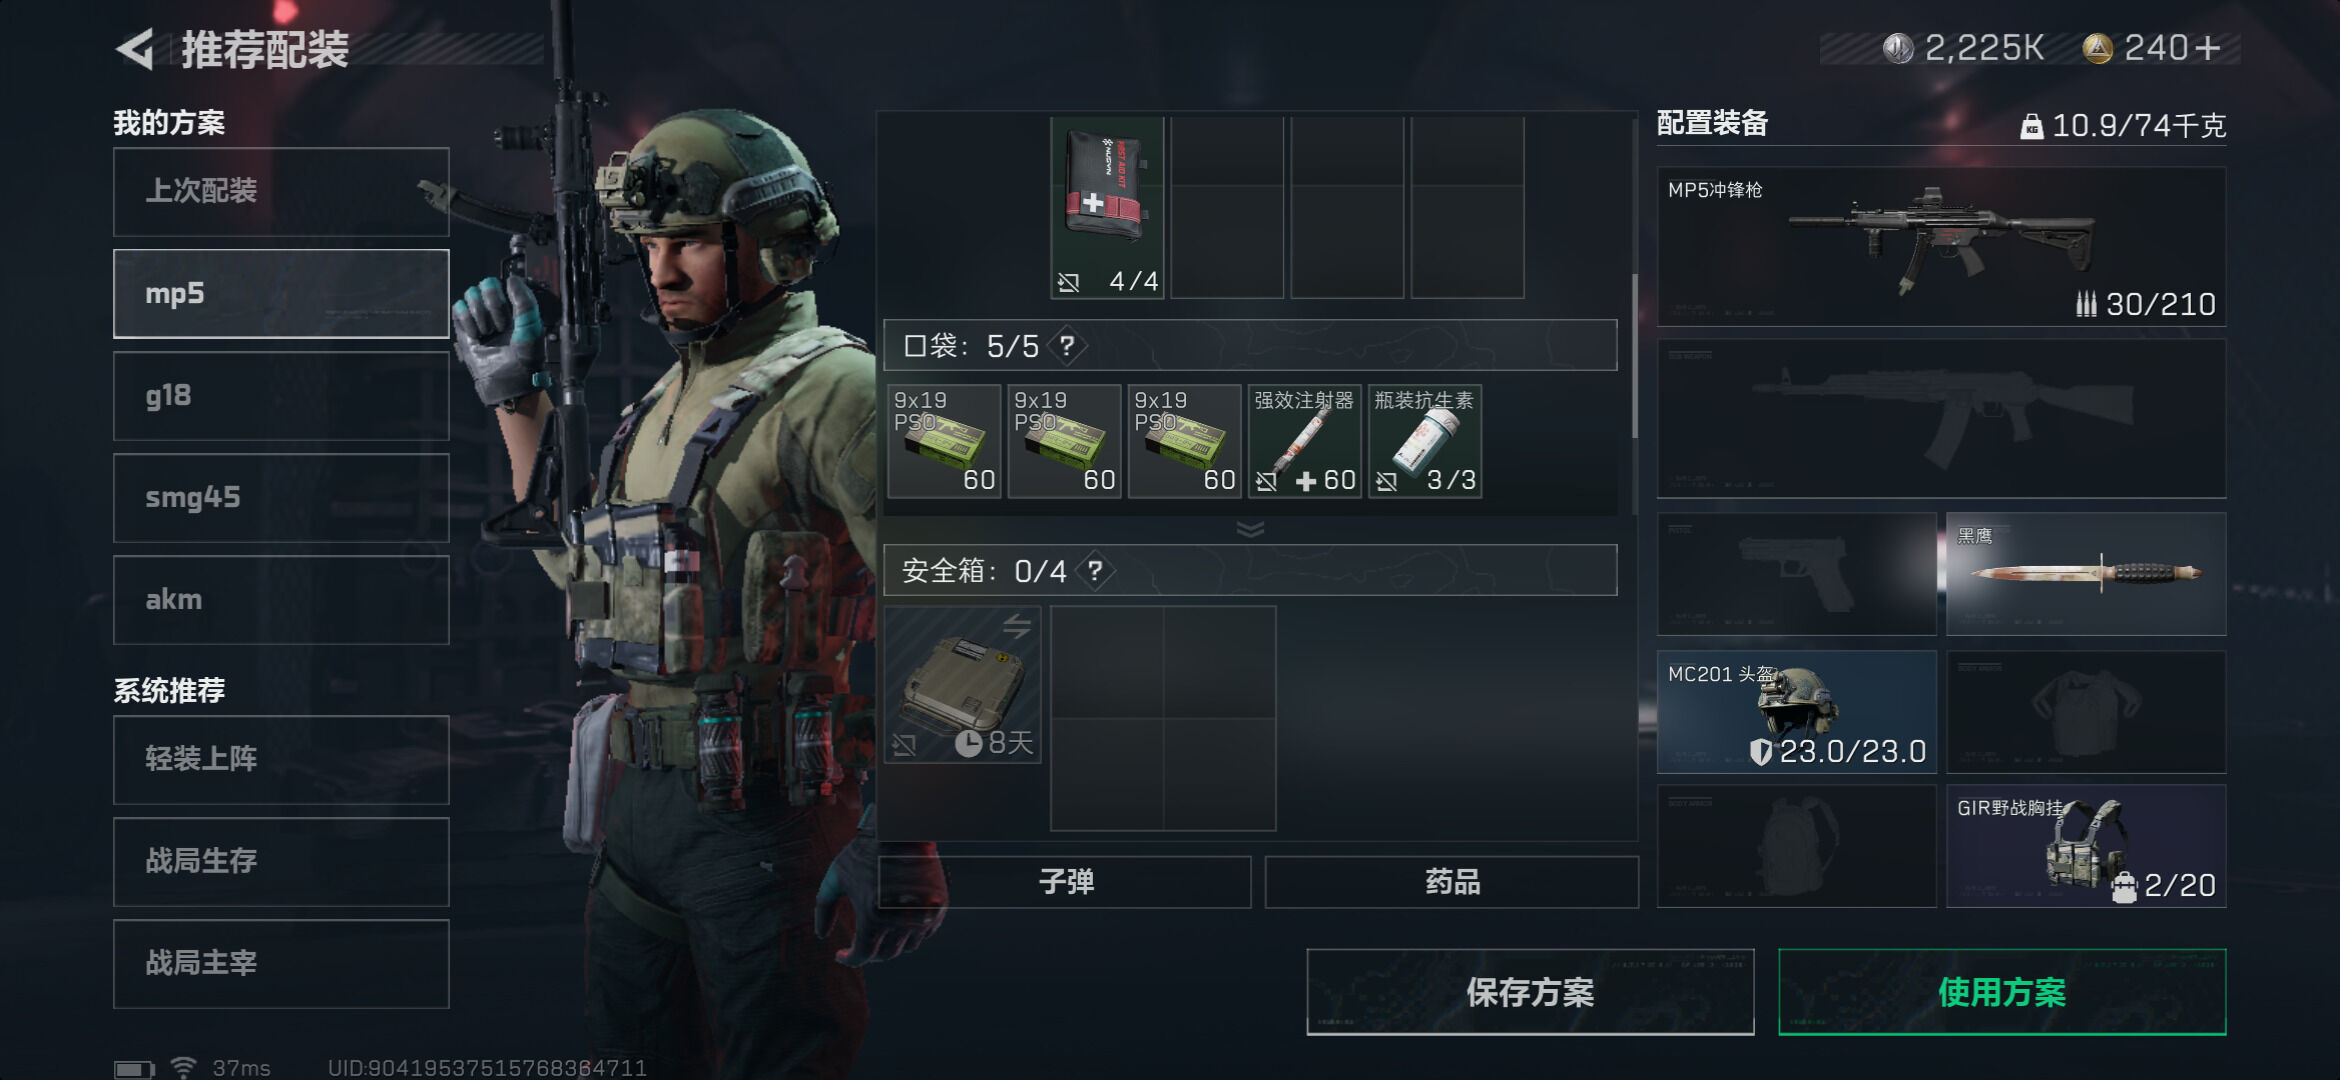 推荐配装
2,225K
240+
我的方案
上次配装
mp5
g18
smg45
akm
系统推荐
轻装上阵
战局生存
战局主宰
FIRST AID KIT
4/4
口袋: 5/5 ?
9x19
PSO
60
9x19
PSO
60
9x19
PSO
60
强效注射器
60
瓶装抗生素
3/3
安全箱: 0/4 ?
8天
子弹
药品
配置装备
KG
10.9/74千克
MP5冲锋枪
30/210
黑鹰
MC201 头盔
23.0/23.0
GIR野战胸挂
2/20
保存方案
使用方案
37ms
UID:904195375157683​64711